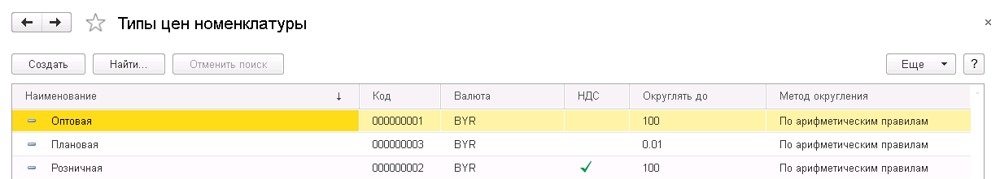 Типы цен номенклатуры
Создать Найти... Отменить поиск Еще ?
Наименование Код Валюта НДС Округлять до Метод округления
Оптовая 000000001 BYR 100 По арифметическим правилам
Плановая 000000003 BYR 0.01 По арифметическим правилам
Розничная 000000002 BYR 100 По арифметическим правилам